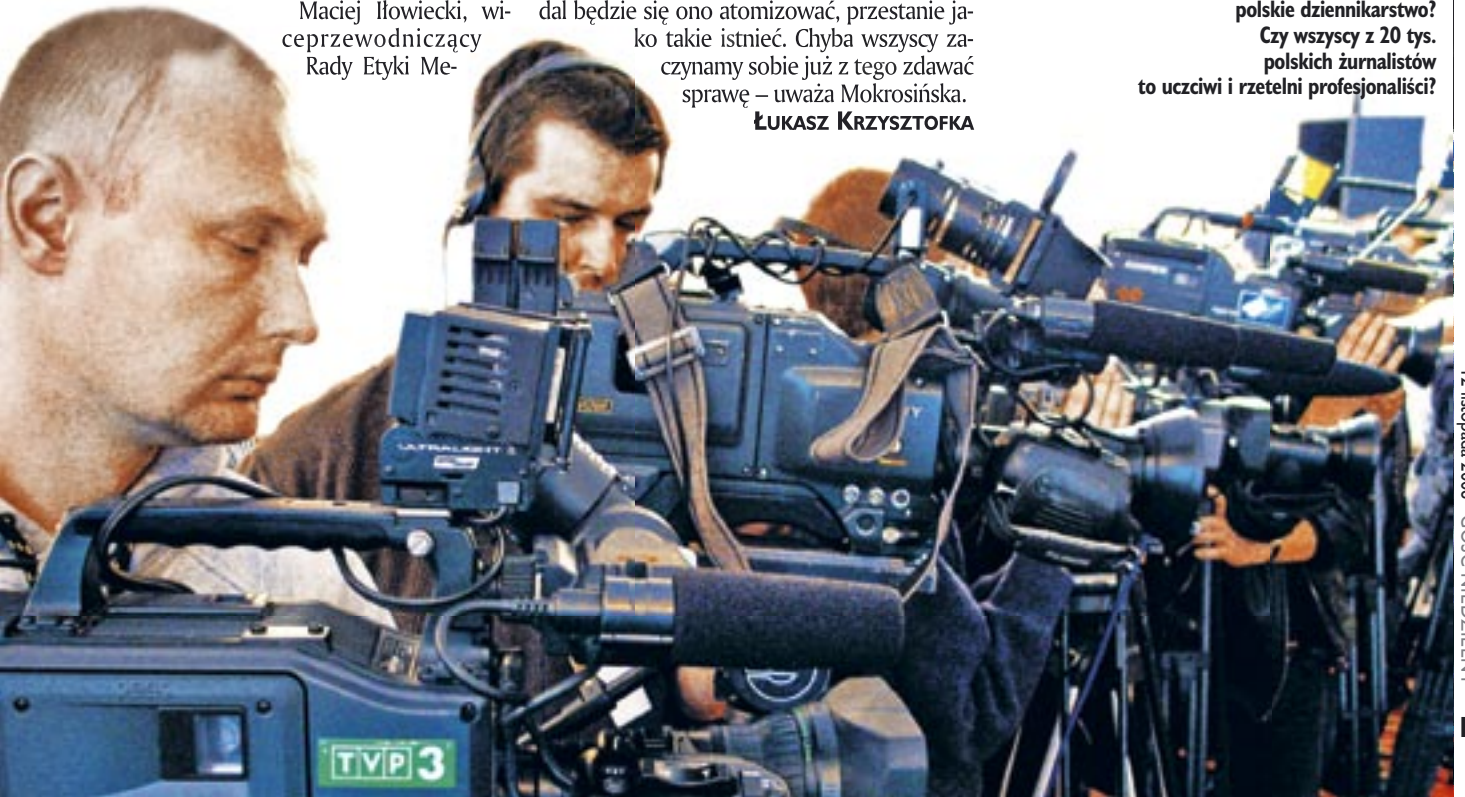 Maciej Iłowiecki, wi-
ceprzewodniczący
Rady Etyki Me-
dal będzie się ono atomizować, przestanie ja-
ko takie istnieć. Chyba wszyscy za-
czynamy sobie już z tego zdawać
sprawę – uważa Mokrosińska.
ŁUKASZ KRZYSZTOFKA
polskie dziennikarstwo?
Czy wszyscy z 20 tys.
polskich żurnalistów
to uczciwi i rzetelni profesjonaliści?
ULTRALIGHT 2
TVP3